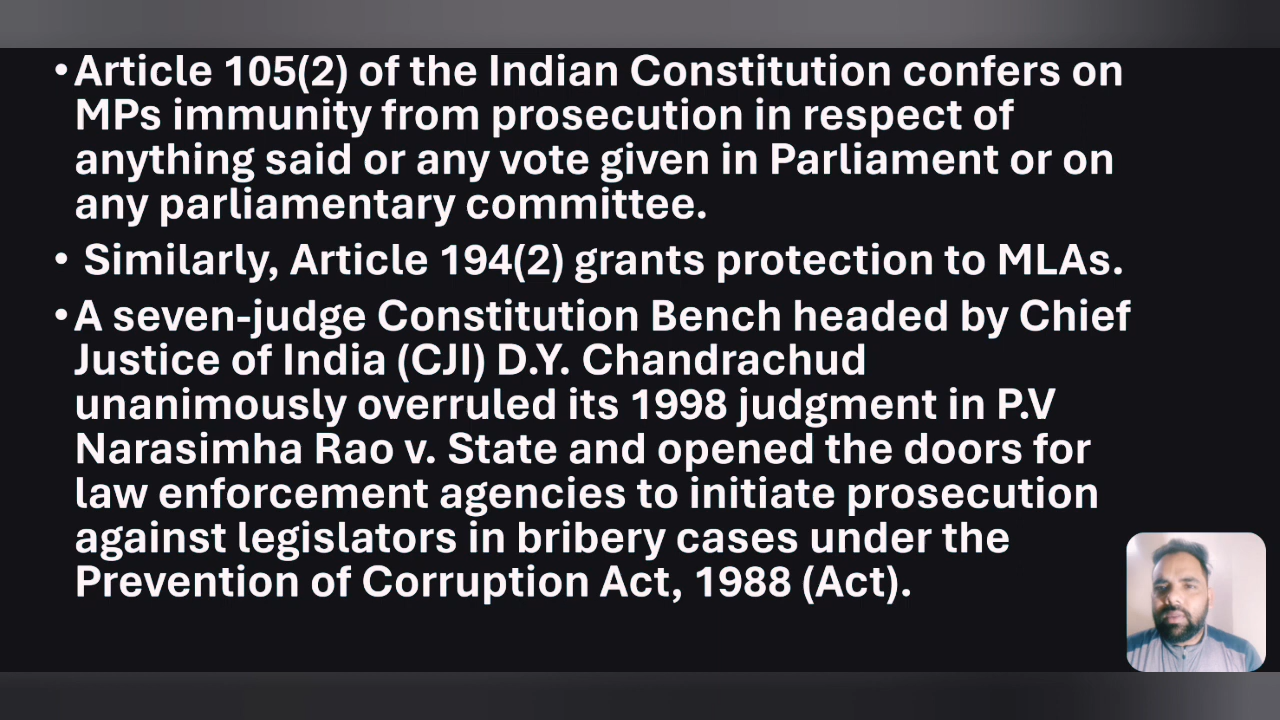 •Article 105(2) of the Indian Constitution confers on
MPs immunity from prosecution in respect of
anything said or any vote given in Parliament or on
any parliamentary committee.
• Similarly, Article 194(2) grants protection to MLAs.
•A seven-judge Constitution Bench headed by Chief
Justice of India (CJI) D.Y. Chandrachud
unanimously overruled its 1998 judgment in P.V
Narasimha Rao v. State and opened the doors for
law enforcement agencies to initiate prosecution
against legislators in bribery cases under the
Prevention of Corruption Act, 1988 (Act).